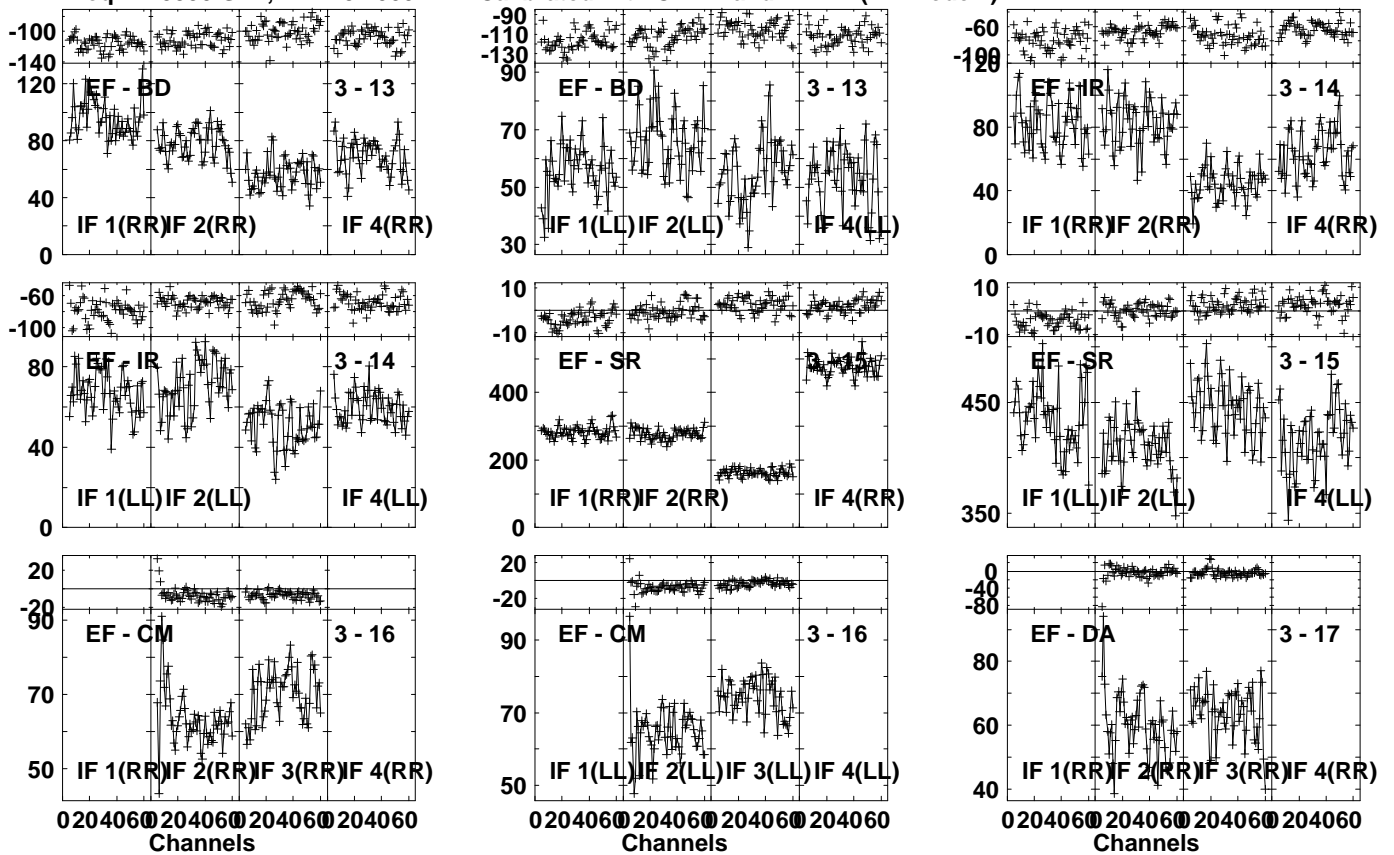 -100
-140
120
80
40
0
EF - BD
3 - 13
IF 1(RR)
IF 2(RR)
IF 4(RR)
-90
-110
-130
90
70
50
30
EF - BD
3 - 13
IF 1(LL)
IF 2(LL)
IF 4(LL)
-60
-100
120
80
40
0
EF - IR
3 - 14
IF 1(RR)
IF 2(RR)
IF 4(RR)
-60
-100
80
40
0
EF - IR
3 - 14
IF 1(LL)
IF 2(LL)
IF 4(LL)
10
-10
400
200
0
EF - SR
3 - 15
IF 1(RR)
IF 2(RR)
IF 4(RR)
10
-10
450
350
EF - SR
3 - 15
IF 1(LL)
IF 2(LL)
IF 4(LL)
20
-20
90
70
50
EF - CM
3 - 16
IF 1(RR)
IF 2(RR)
IF 3(RR)
IF 4(RR)
0 20 40 60 0 20 40 60 0 20 40 60 0 20 40 60
Channels
20
-20
90
70
50
EF - CM
3 - 16
IF 1(LL)
IF 2(LL)
IF 3(LL)
IF 4(LL)
0 20 40 60 0 20 40 60 0 20 40 60 0 20 40 60
Channels
0
-40
-80
80
60
40
EF - DA
3 - 17
IF 1(RR)
IF 2(RR)
IF 3(RR)
IF 4(RR)
0 20 40 60 0 20 40 60 0 20 40 60 0 20 40 60
Channels